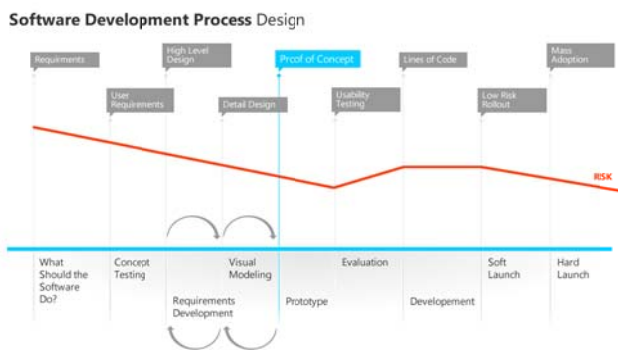 Software Development Process Design
Requirments
High Level
Design
Proof of Concept
Lines of Code
Mass
Adoption
User
Requirements
Detail Design
Usability
Testing
Low Risk
Rollout
RISK
What
Should the
Software
Do?
Concept
Testing
Visual
Modeling
Evaluation
Soft
Launch
Hard
Launch
Requirements
Development
Prototype
Developement